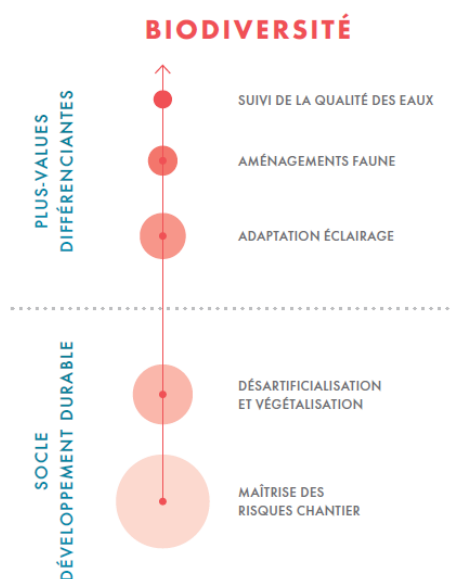 BIODIVERSITÉ
PLUS-VALUES
DIFFÉRENCIANTES
SUIVI DE LA QUALITÉ DES EAUX
AMÉNAGEMENTS FAUNE
ADAPTATION ÉCLAIRAGE
SOCLE
DÉVELOPPEMENT DURABLE
DÉSARTIFICIALISATION
ET VÉGÉTALISATION
MAÎTRISE DES
RISQUES CHANTIER